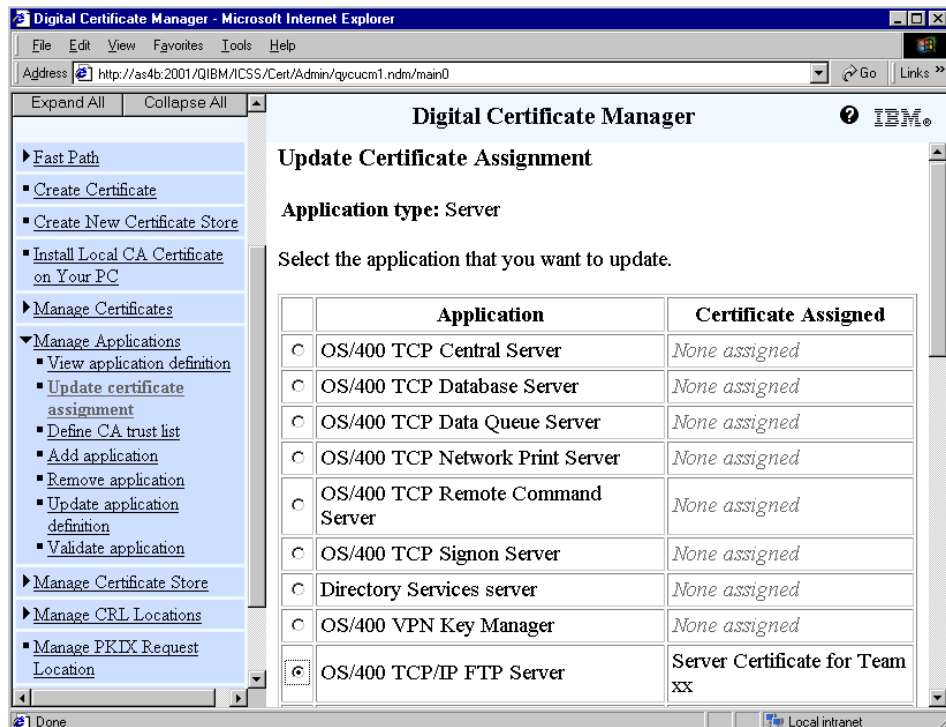 Digital Certificate Manager - Microsoft Internet Explorer
File Edit View Favorites Tools Help
Address http://as4b:2001/QIBM/ICSS/Cert/Admin/qycucm1.ndm/main0 Go Links »
Expand All Collapse All
Fast Path
Create Certificate
Create New Certificate Store
Install Local CA Certificate
on Your PC
Manage Certificates
Manage Applications
View application definition
Update certificate
assignment
Define CA trust list
Add application
Remove application
Update application
definition
Validate application
Manage Certificate Store
Manage CRL Locations
Manage PKIX Request
Location
Digital Certificate Manager
IBM®
Update Certificate Assignment
Application type: Server
Select the application that you want to update.
Application Certificate Assigned
OS/400 TCP Central Server None assigned
OS/400 TCP Database Server None assigned
OS/400 TCP Data Queue Server None assigned
OS/400 TCP Network Print Server None assigned
OS/400 TCP Remote Command
Server None assigned
OS/400 TCP Signon Server None assigned
Directory Services server None assigned
OS/400 VPN Key Manager None assigned
OS/400 TCP/IP FTP Server Server Certificate for Team
xx
Done Local intranet